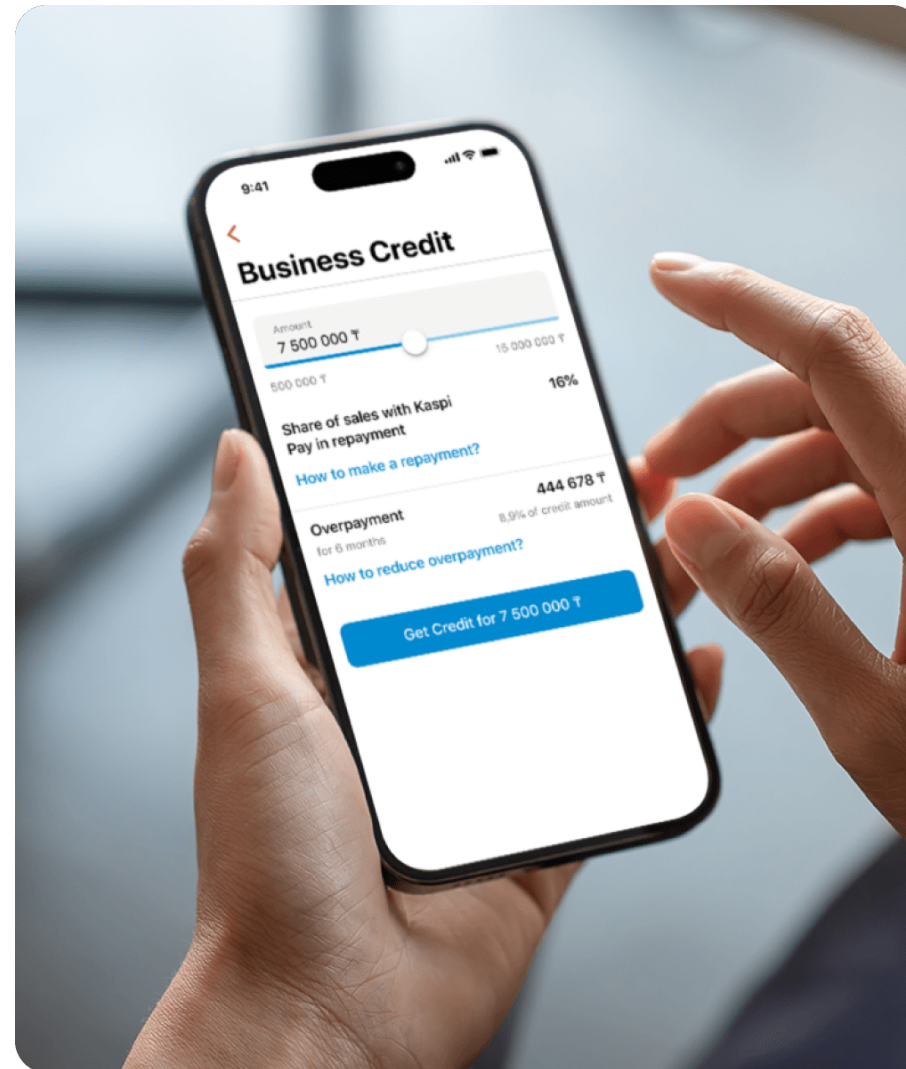 9:41
Business Credit
Amount
7 500 000 ₸
500 000 ₸
15 000 000 ₸
Share of sales with Kaspi
Pay in repayment
16%
How to make a repayment?
Overpayment
444 678 ₸
for 6 months
8,9% of credit amount
How to reduce overpayment?
Get Credit for 7 500 000 ₸